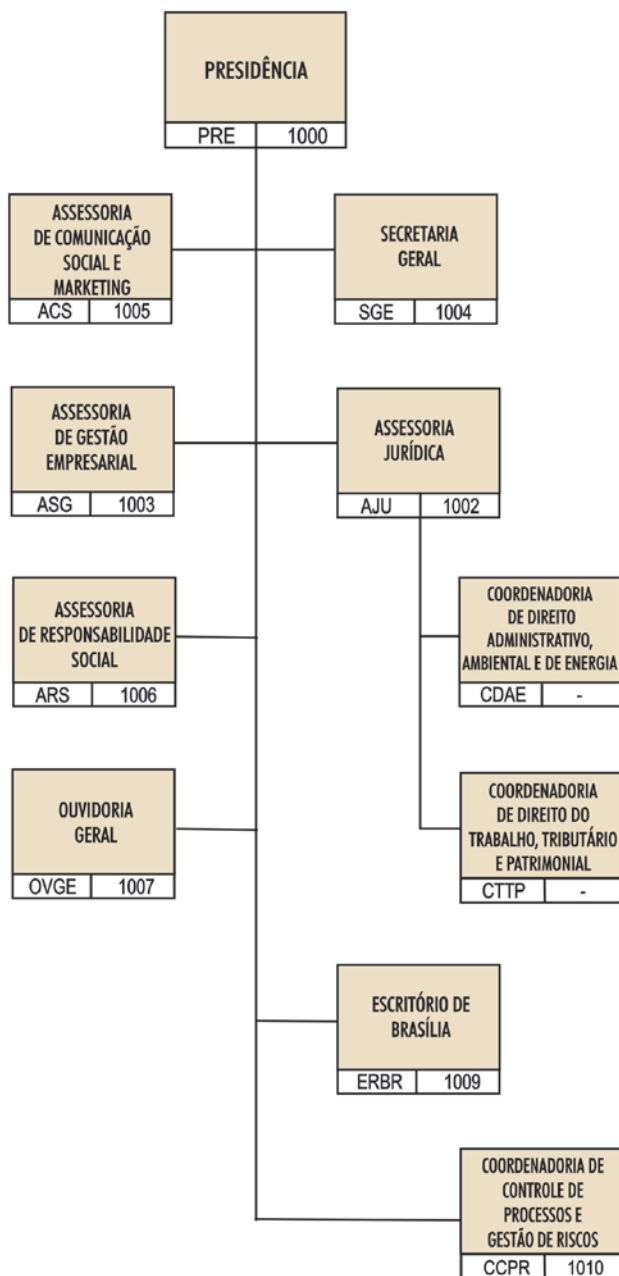 PRESIDÊNCIA
PRE 1000
ASSESSORIA
DE COMUNICAÇÃO
SOCIAL E
MARKETING
ACS 1005
SECRETARIA
GERAL
SGE 1004
ASSESSORIA
DE GESTÃO
EMPRESARIAL
ASG 1003
ASSESSORIA
JURÍDICA
AJU 1002
ASSESSORIA
DE RESPONSABILIDADE
SOCIAL
ARS 1006
COORDENADORIA
DE DIREITO
ADMINISTRATIVO,
AMBIENTAL E DE ENERGIA
CDAE -
OUVIDORIA
GERAL
OVGE 1007
COORDENADORIA
DE DIREITO DO
TRABALHO, TRIBUTÁRIO
E PATRIMONIAL
CTTP -
ESCRITÓRIO DE
BRASÍLIA
ERBR 1009
COORDENADORIA DE
CONTROLE DE
PROCESSOS E
GESTÃO DE RISCOS
CCPR 1010